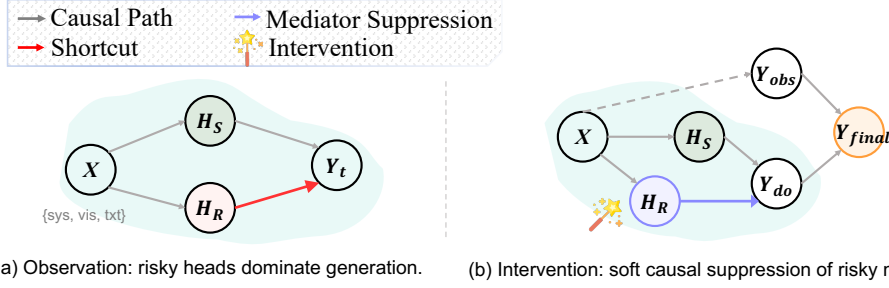 Causal Path
Mediator Suppression
Shortcut
Intervention
H_S
X
Y_t
H_R
{sys, vis, txt}
Y_obs
X
H_S
Y_final
Y_do
H_R
a) Observation: risky heads dominate generation.
(b) Intervention: soft causal suppression of risky